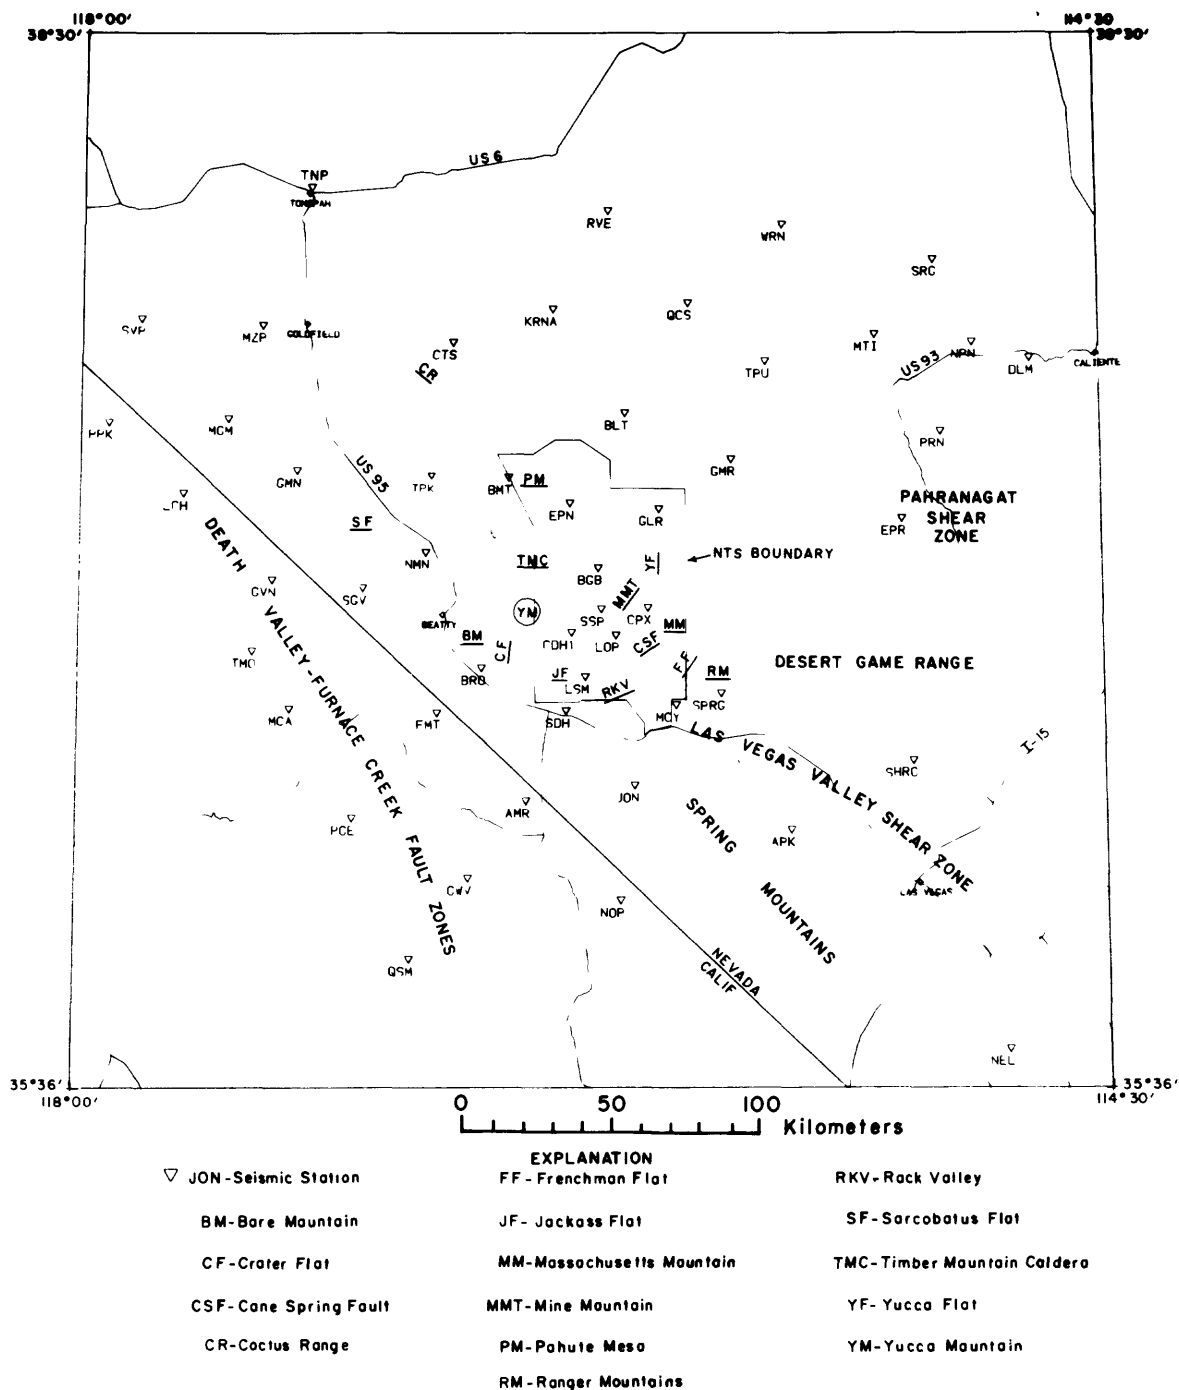 118°00′
114°30
38°30′
38°30′
US 6
TNP
TONOPAH
RVE
WRN
SRG
SVP
MZP
GOLDFIELD
KRNA
QCS
CTS
CR
MTI
US 93
NPN
DLM
CALIENTE
TPU
PPK
MGM
BLT
PRN
GMR
US 95
GMN
TPK
BMT
PM
LCH
EPN
GLR
PAHRANAGAT
SHEAR
ZONE
EPR
SF
NMN
TMC
BGB
YF
NTS BOUNDARY
GVN
SGV
MMT
BEATTY
YM
SSP
CPX
MM
BM
CF
CDH1
LOP
CSF
TMO
BRO
JF
LSM
RKV
FF
RM
DESERT GAME RANGE
SPRG
MCA
FMT
SDH
MCY
DEATH VALLEY-FURNACE CREEK FAULT ZONES
LAS VEGAS VALLEY SHEAR ZONE
I-15
SHRC
JON
AMR
SPRING MOUNTAINS
PCE
APK
CWV
LAS VEGAS
NOP
QSM
NEVADA
CALIF
NEL
35°36′
35°36′
118°00′
114°30′
0 50 100
Kilometers
EXPLANATION
JON-Seismic Station
FF-Frenchman Flat
RKV-Rock Valley
BM-Bare Mountain
JF-Jackass Flat
SF-Sarcobatus Flat
CF-Crater Flat
MM-Massachusetts Mountain
TMC-Timber Mountain Caldera
CSF-Cane Spring Fault
MMT-Mine Mountain
YF-Yucca Flat
CR-Cactus Range
PM-Pahute Mesa
YM-Yucca Mountain
RM-Ranger Mountains